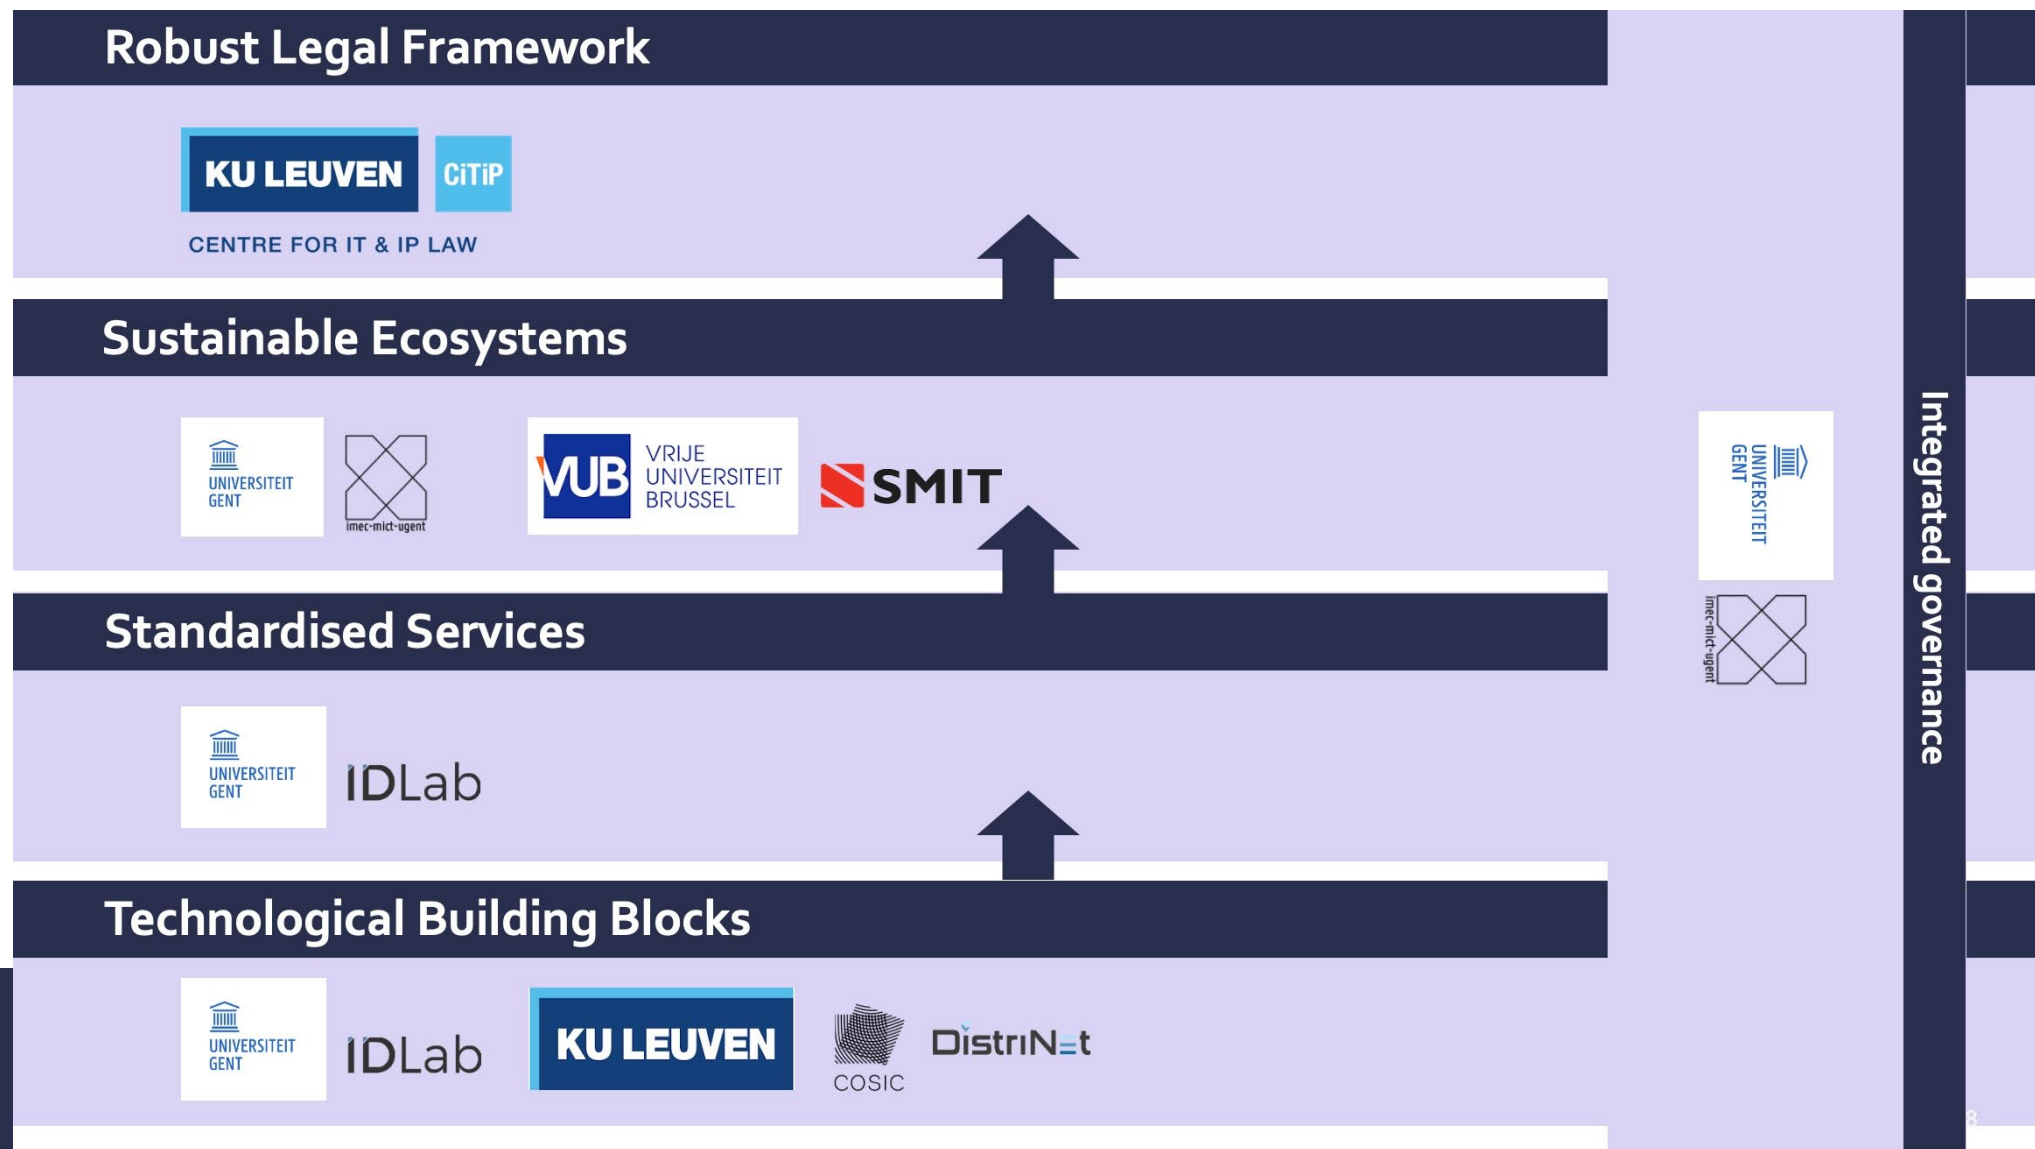 Robust Legal Framework
KU LEUVEN
CiTiP
CENTRE FOR IT & IP LAW
Sustainable Ecosystems
UNIVERSITEIT
GENT
imec-mict-ugent
VUB
VRIJE
UNIVERSITEIT
BRUSSEL
SMIT
Standardised Services
UNIVERSITEIT
GENT
IDLab
Technological Building Blocks
UNIVERSITEIT
GENT
IDLab
KU LEUVEN
COSIC
DistriNet
UNIVERSITEIT
GENT
imec-mict-ugent
Integrated governance
8